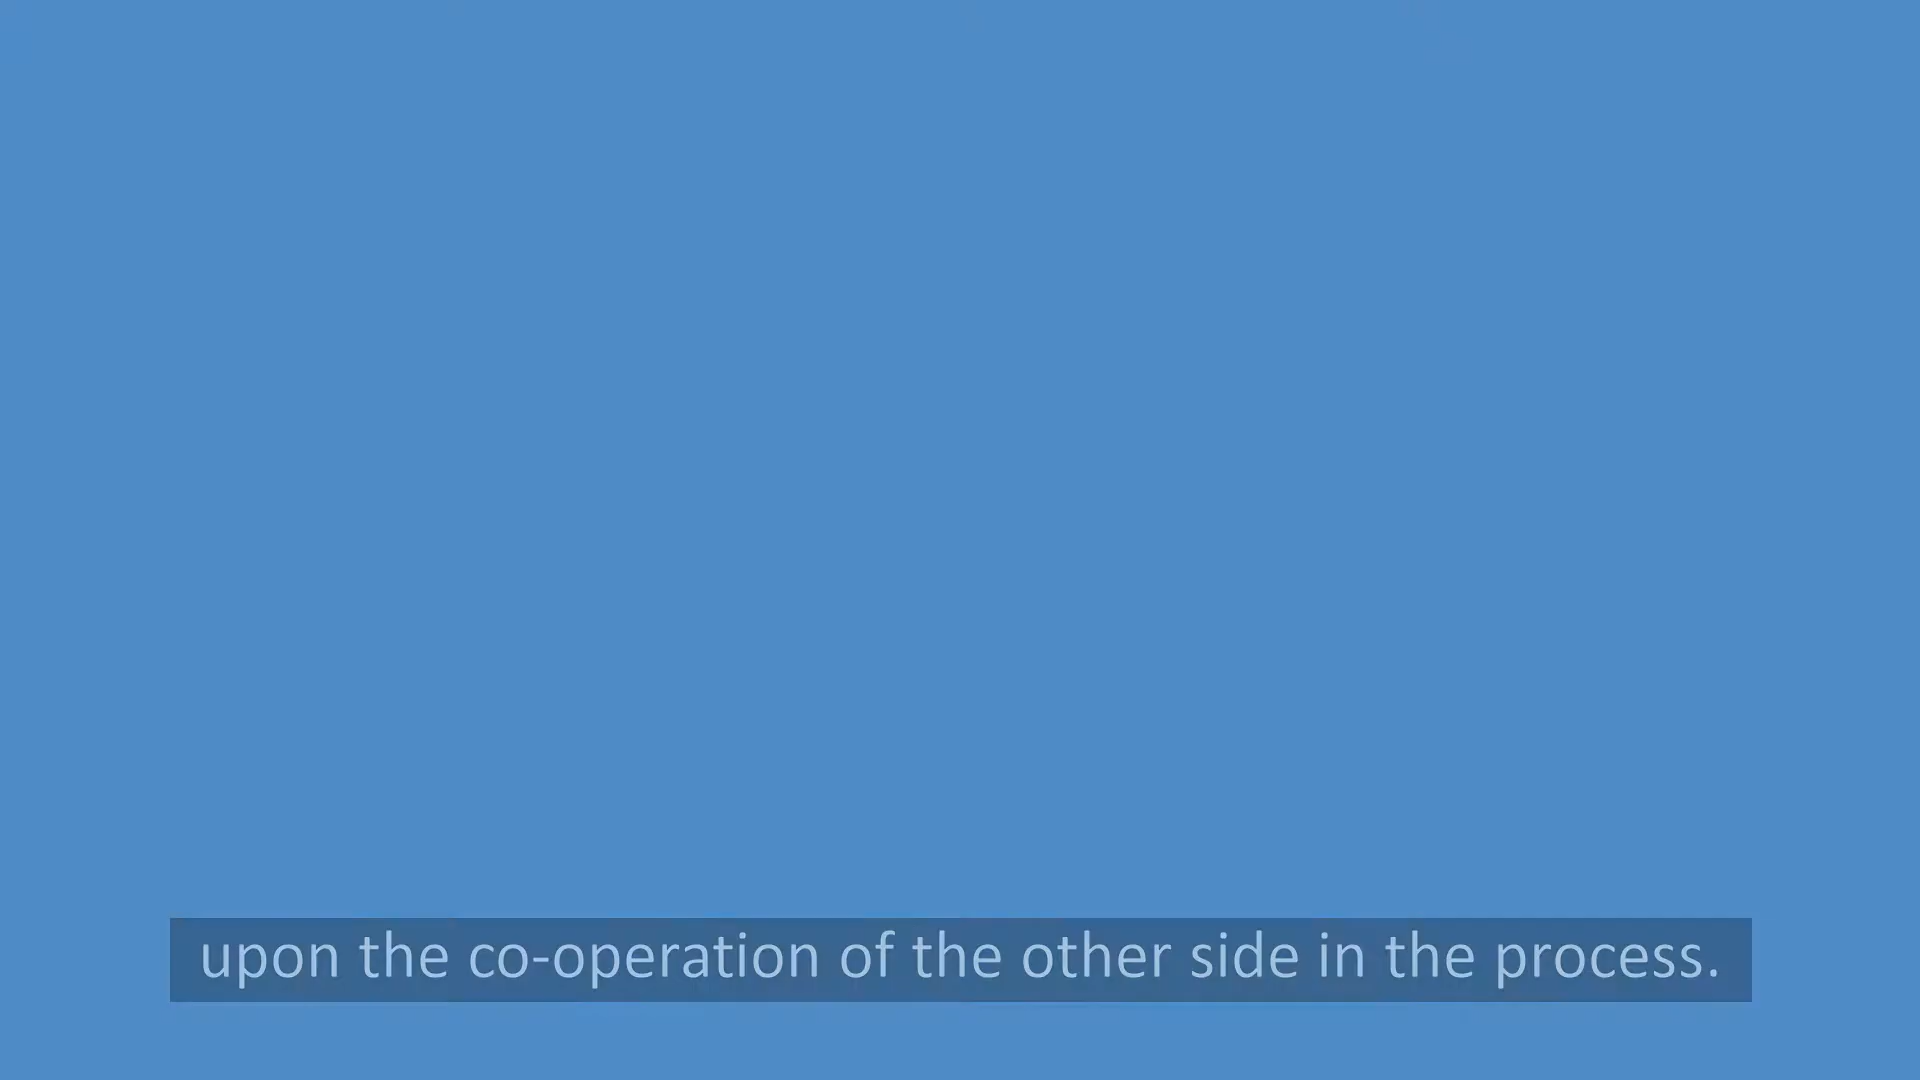 upon the co-operation of the other side in the process.